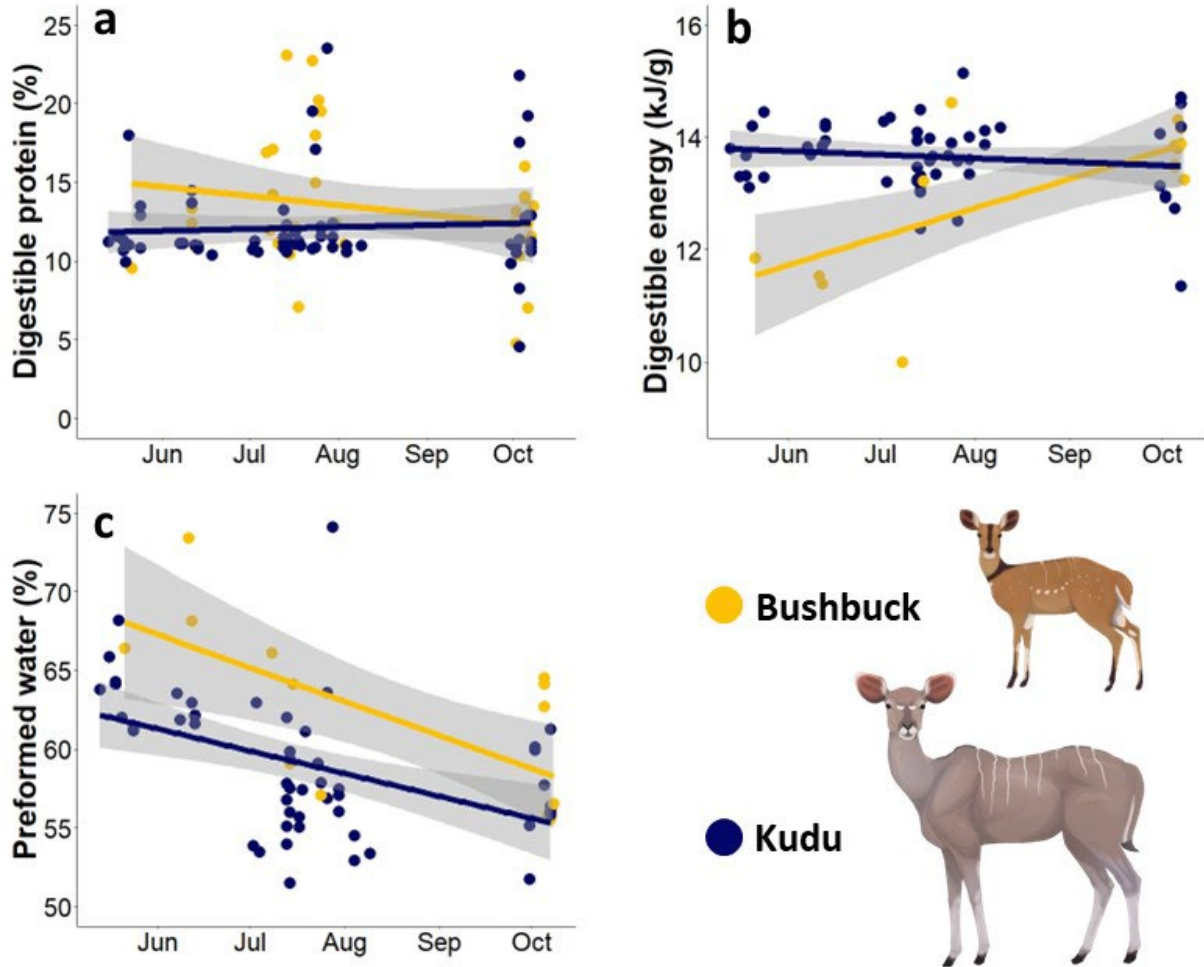 a
Digestible protein (%)
25
20
15
10
5
0
Jun Jul Aug Sep Oct
b
Digestible energy (kJ/g)
16
14
12
10
Jun Jul Aug Sep Oct
c
Preformed water (%)
75
70
65
60
55
50
Jun Jul Aug Sep Oct
Bushbuck
Kudu